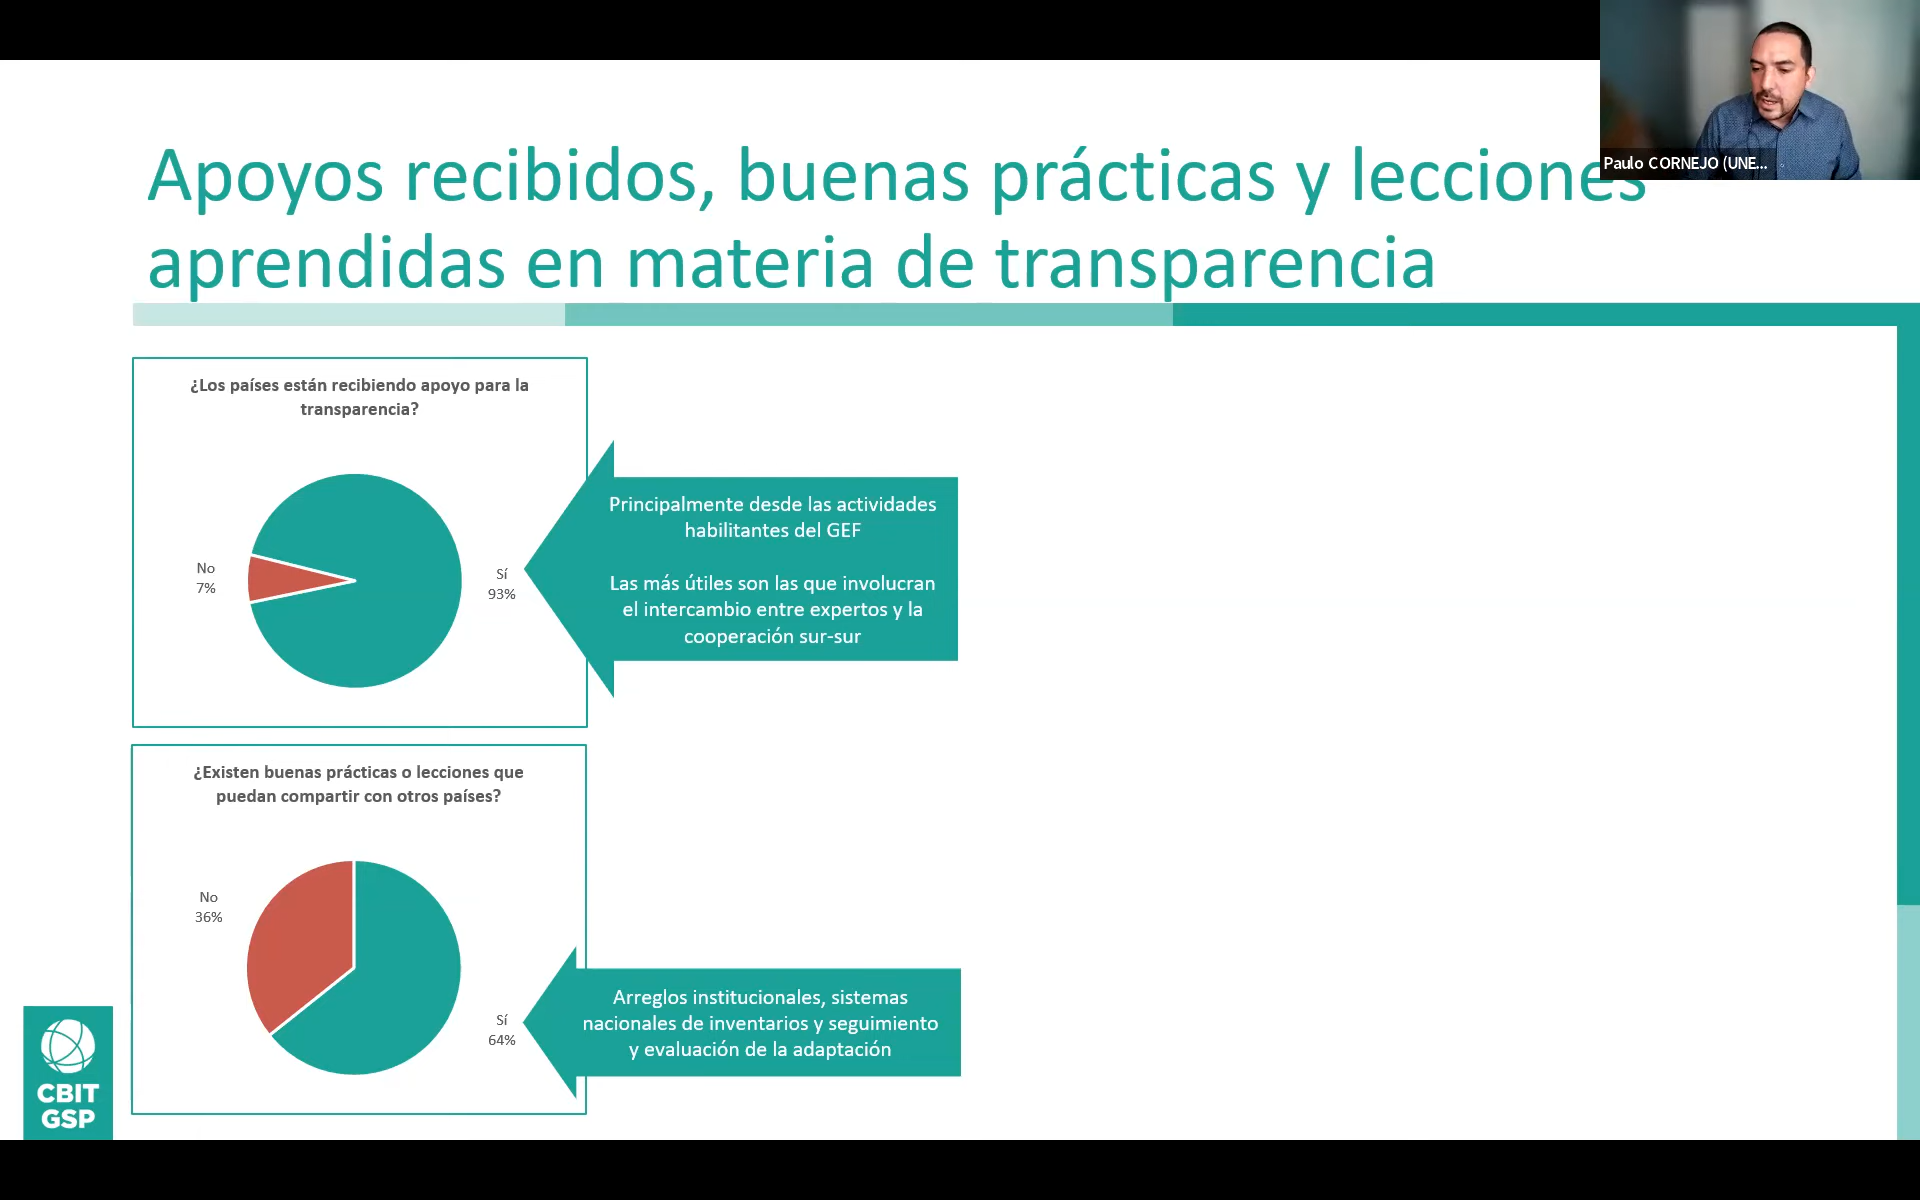 Paulo CORNEJO (UNE...
Apoyos recibidos, buenas prácticas y lecciones
aprendidas en materia de transparencia
¿Los países están recibiendo apoyo para la
transparencia?
No
7%
Sí
93%
Principalmente desde las actividades
habilitantes del GEF
Las más útiles son las que involucran
el intercambio entre expertos y la
cooperación sur-sur
¿Existen buenas prácticas o lecciones que
puedan compartir con otros países?
No
36%
Sí
64%
Arreglos institucionales, sistemas
nacionales de inventarios y seguimiento
y evaluación de la adaptación
CBIT
GSP